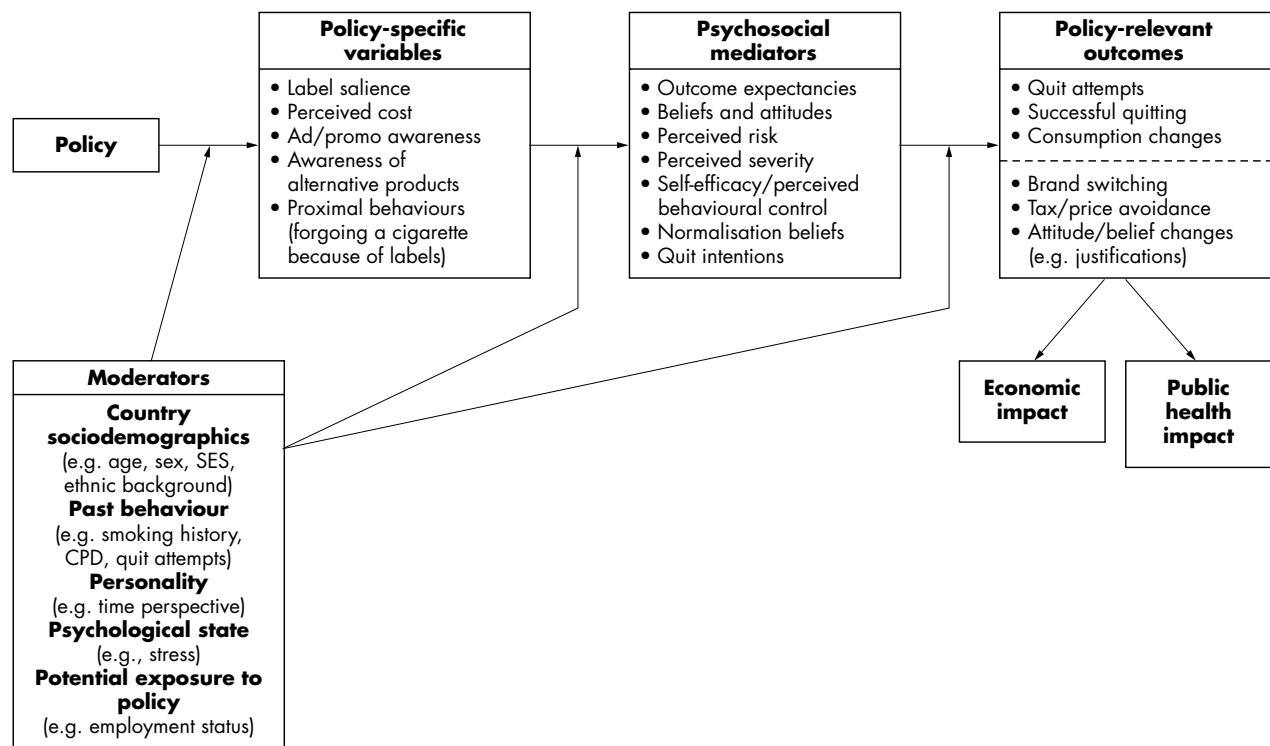 Policy
Policy-specific
variables
• Label salience
• Perceived cost
• Ad/promo awareness
• Awareness of
alternative products
• Proximal behaviours
(forgoing a cigarette
because of labels)
Psychosocial
mediators
• Outcome expectancies
• Beliefs and attitudes
• Perceived risk
• Perceived severity
• Self-efficacy/perceived
behavioural control
• Normalisation beliefs
• Quit intentions
Policy-relevant
outcomes
• Quit attempts
• Successful quitting
• Consumption changes
• Brand switching
• Tax/price avoidance
• Attitude/belief changes
(e.g. justifications)
Moderators
Country
sociodemographics
(e.g. age, sex, SES,
ethnic background)
Past behaviour
(e.g. smoking history,
CPD, quit attempts)
Personality
(e.g. time perspective)
Psychological state
(e.g., stress)
Potential exposure to
policy
(e.g. employment status)
Economic
impact
Public
health
impact